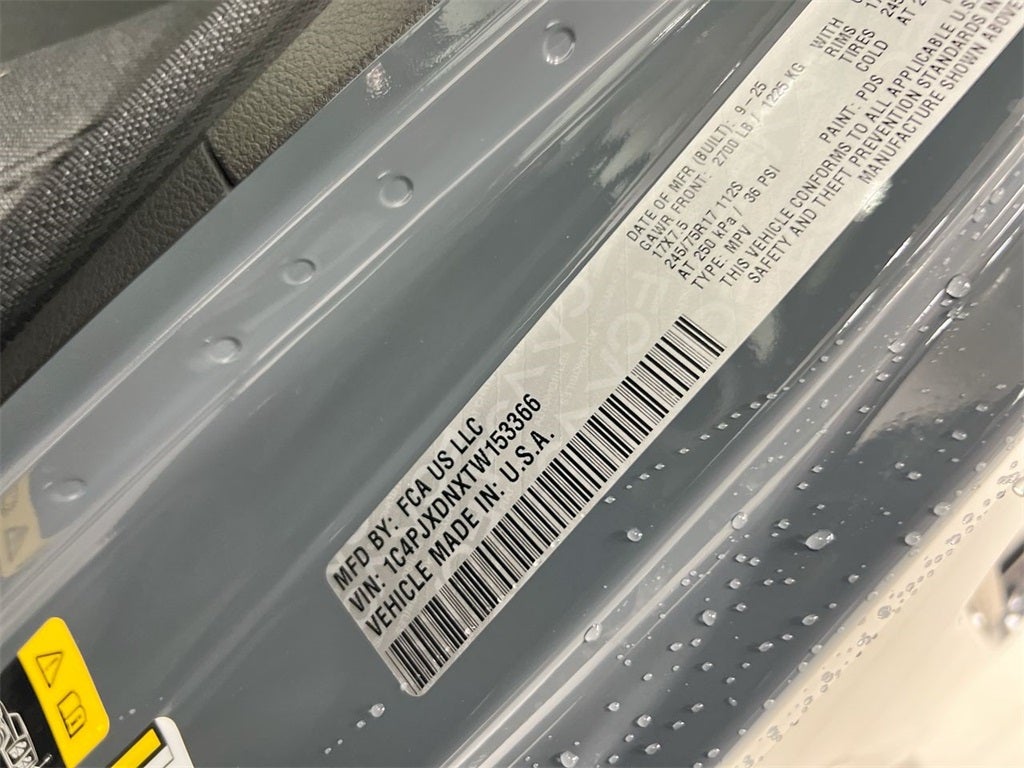 MFD BY: FCA US LLC
VIN: 1C4PJXDNXTW153366
VEHICLE MADE IN: U.S.A.
DATE OF MFR (BUILT): 9-25
GAWR FRONT: 2700 LB / 1225 KG WITH
17X7.5 RIMS
245/75R17 112S TIRES
AT 250 kPa / 36 PSI COLD
TYPE: MPV PAINT: PDS
THIS VEHICLE CONFORMS TO ALL APPLICABLE U.S.
SAFETY AND THEFT PREVENTION STANDARDS IN
MANUFACTURE SHOWN ABOVE